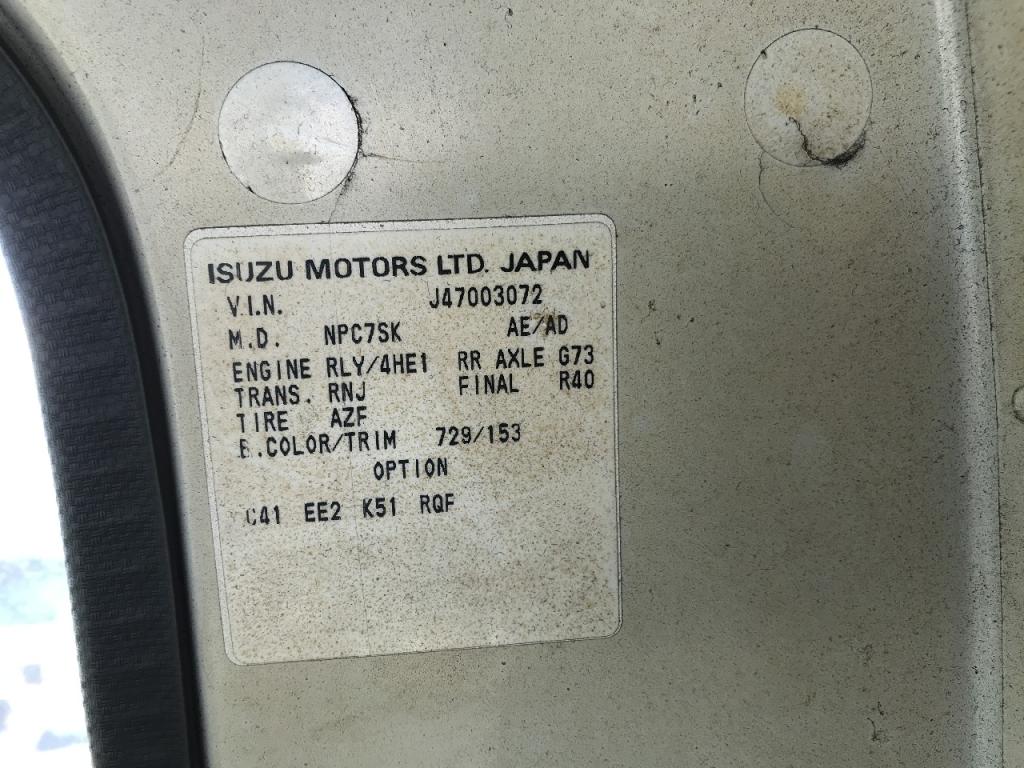 ISUZU MOTORS LTD. JAPAN
V.I.N. J47003072
M.D. NPC7SK AE/AD
ENGINE RLY/4HE1 RR AXLE G73
TRANS. RNJ FINAL R40
TIRE AZF
B.COLOR/TRIM 729/153
OPTION
C41 EE2 K51 RQF